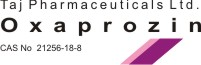 Taj Pharmaceuticals Ltd.
Oxaprozin
CAS No  21256-18-8